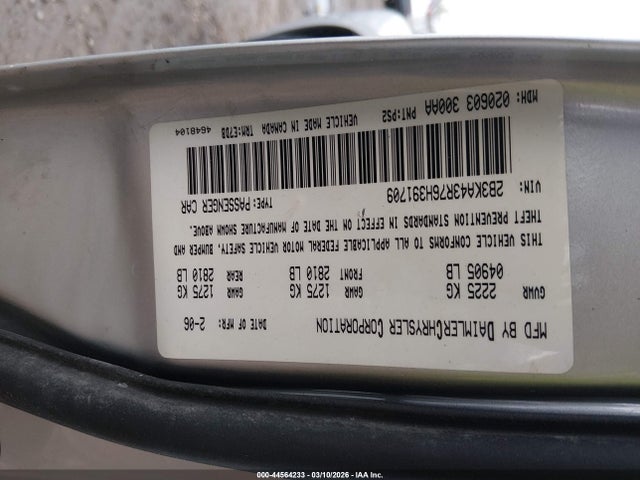 MFD BY DAIMLERCHRYSLER CORPORATION DATE OF MFR: 2-06
GVWR GAWR GAWR
2225 KG 1275 KG 1275 KG
04905 LB FRONT 2810 LB REAR 2810 LB
THIS VEHICLE CONFORMS TO ALL APPLICABLE FEDERAL MOTOR VEHICLE SAFETY, BUMPER AND
THEFT PREVENTION STANDARDS IN EFFECT ON THE DATE OF MANUFACTURE SHOWN ABOVE.
VIN: 2B3KA43R76H391709 TYPE: PASSENGER CAR
MDH: 020603 300AA PNT:PS2 VEHICLE MADE IN CANADA TRM:E7DB 4648104
000-44564233 - 03/10/2026 - IAA Inc.